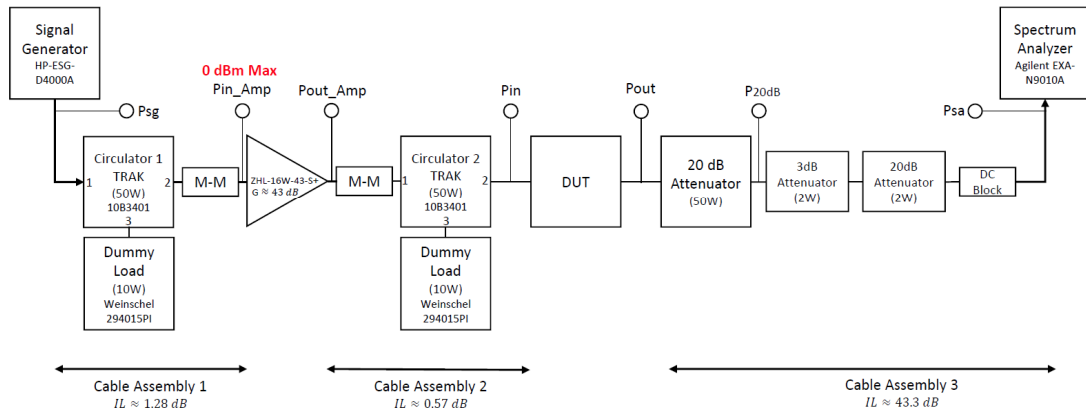 Signal
Generator
HP-ESG-
D4000A
Psg
0 dBm Max
Pin_Amp
Pout_Amp
Pin
Pout
P20dB
Psa
Spectrum
Analyzer
Agilent EXA-
N9010A
Circulator 1
TRAK
1 2
(50W)
10B3401
3
M-M
ZHL-16W-43-S+
G ≈ 43 dB
M-M
Circulator 2
TRAK
1 2
(50W)
10B3401
3
DUT
20 dB
Attenuator
(50W)
3dB
Attenuator
(2W)
20dB
Attenuator
(2W)
DC
Block
Dummy
Load
(10W)
Weinschel
294015PI
Dummy
Load
(10W)
Weinschel
294015PI
Cable Assembly 1
IL ≈ 1.28 dB
Cable Assembly 2
IL ≈ 0.57 dB
Cable Assembly 3
IL ≈ 43.3 dB